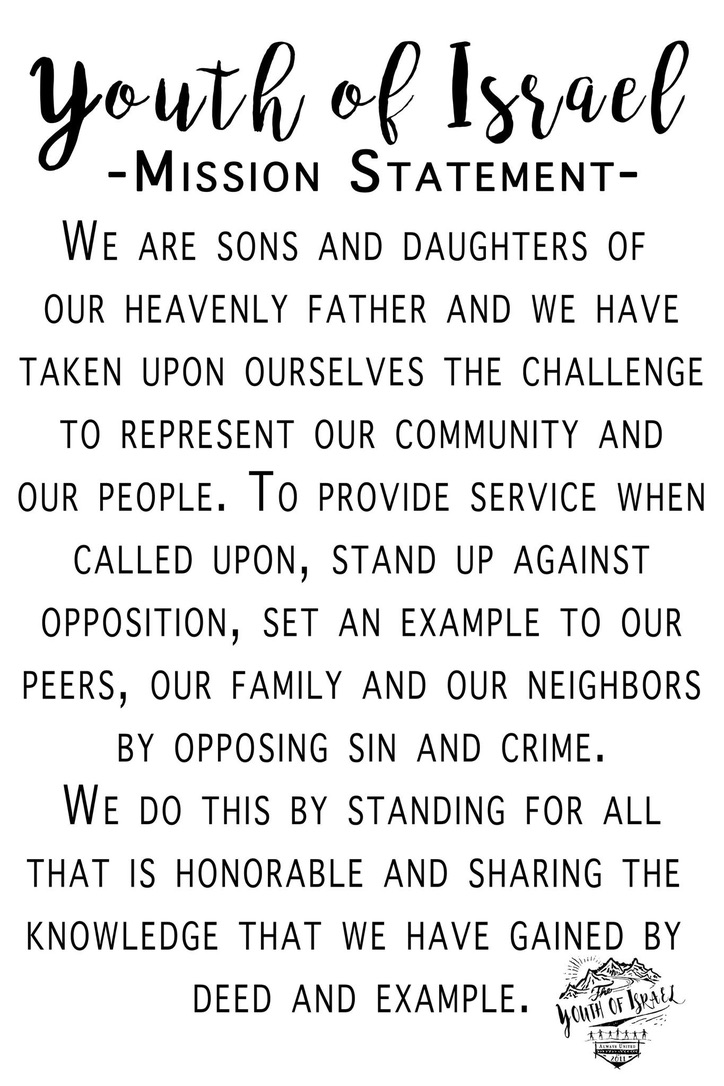 Youth of Israel
-Mission Statement-
We are sons and daughters of
our heavenly father and we have
taken upon ourselves the challenge
to represent our community and
our people. To provide service when
called upon, stand up against
opposition, set an example to our
peers, our family and our neighbors
by opposing sin and crime.
We do this by standing for all
that is honorable and sharing the
knowledge that we have gained by
deed and example.
The
Youth of Israel
Always United
2011